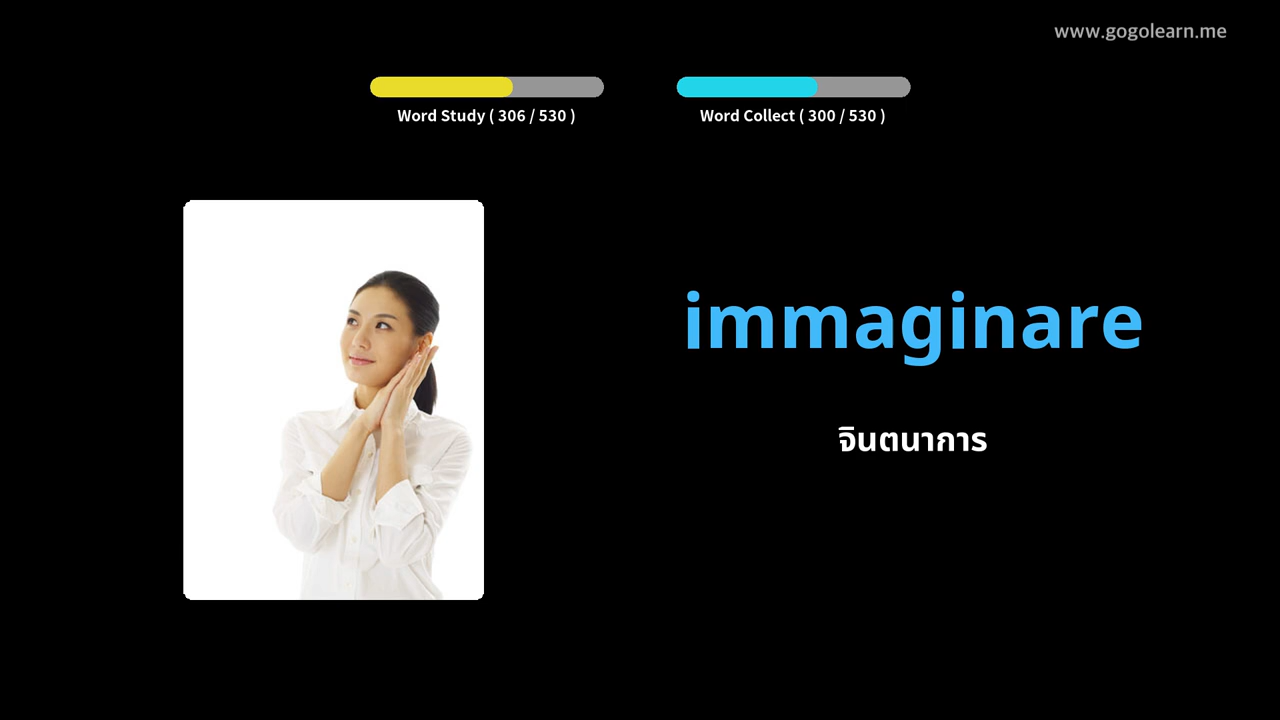 www.gogolearn.me
Word Study ( 306 / 530 )
Word Collect ( 300 / 530 )
immaginare
จินตนาการ